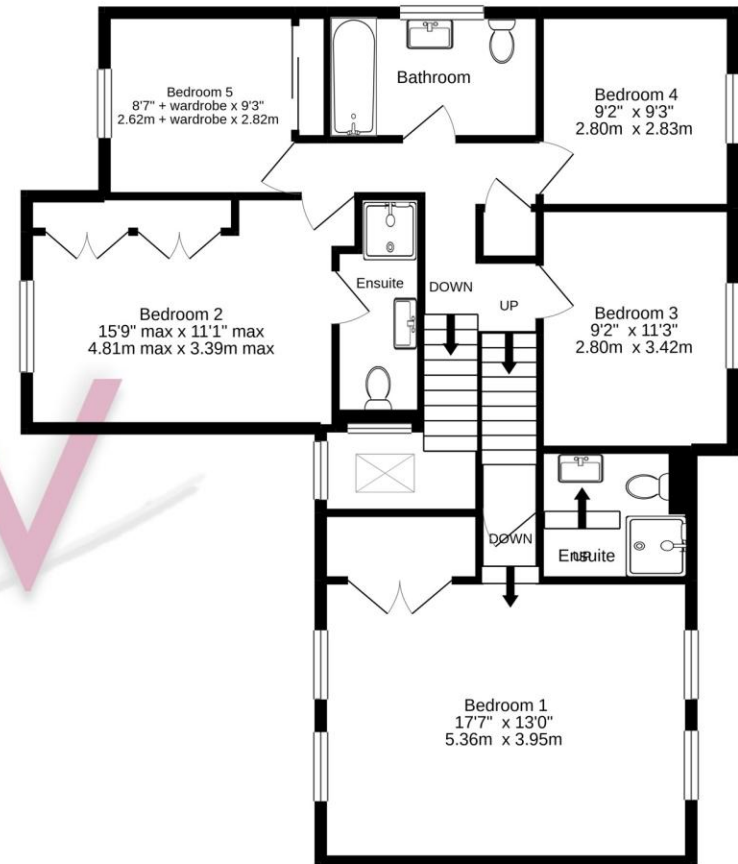 Bedroom 5
8'7" + wardrobe x 9'3"
2.62m + wardrobe x 2.82m
Bathroom
Bedroom 4
9'2" x 9'3"
2.80m x 2.83m
Bedroom 2
15'9" max x 11'1" max
4.81m max x 3.39m max
Ensuite
DOWN
UP
Bedroom 3
9'2" x 11'3"
2.80m x 3.42m
DOWN
Ensuite
UP
Bedroom 1
17'7" x 13'0"
5.36m x 3.95m